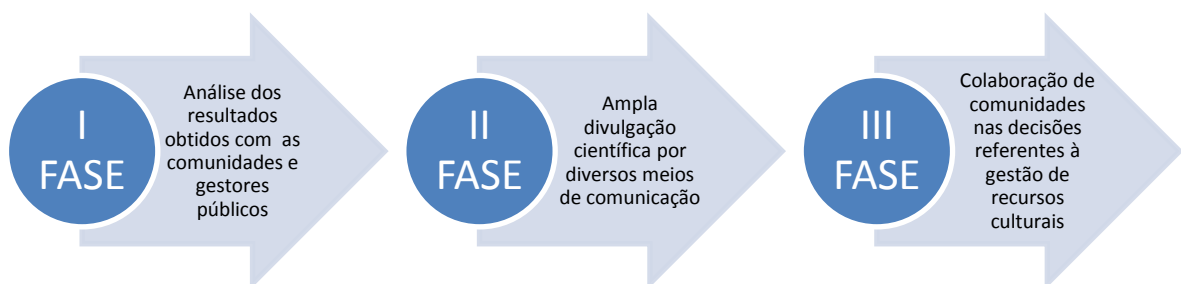 I
FASE
Análise dos
resultados
obtidos com as
comunidades e
gestores
públicos
II
FASE
Ampla
divulgação
científica por
diversos meios
de comunicação
III
FASE
Colaboração de
comunidades
nas decisões
referentes à
gestão de
recursos
culturais